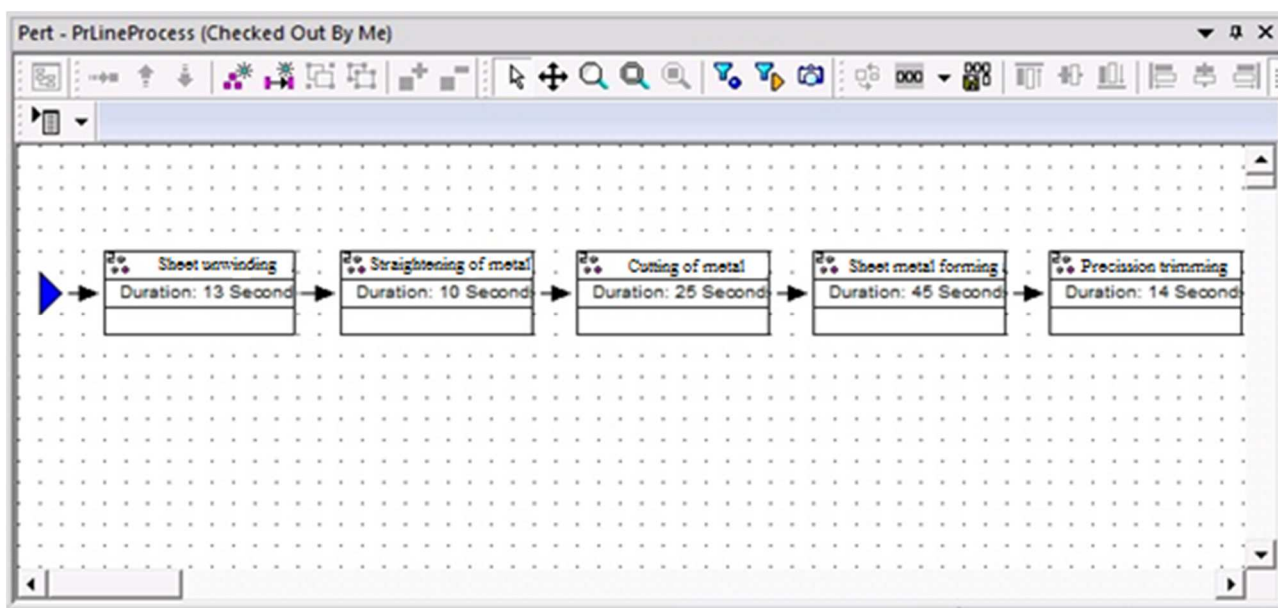 Pert - PrLineProcess (Checked Out By Me)
Sheet unwinding
Duration: 13 Second
Straightening of metal
Duration: 10 Second
Cutting of metal
Duration: 25 Second
Sheet metal forming
Duration: 45 Second
Precission trimming
Duration: 14 Second